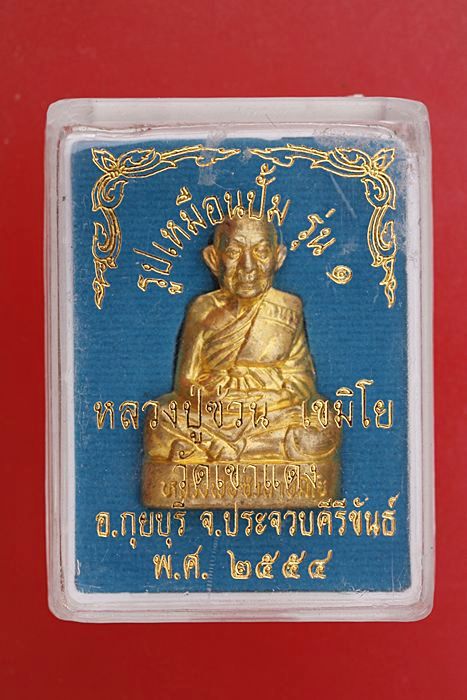 รูปเหมือนปั้ม รุ่น ๑
หลวงปู่ช่วน เขมิโย
วัดเขาแดง
อ.กุยบุรี จ.ประจวบคีรีขันธ์
พ.ศ. ๒๕๕๔